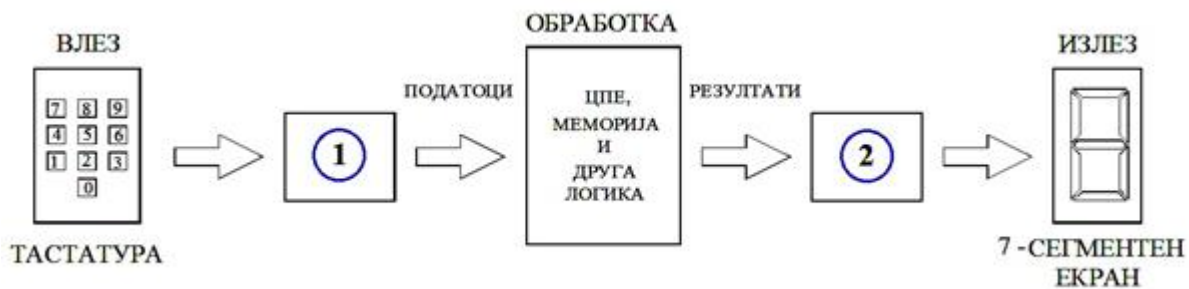 ВЛЕЗ
7 8 9
4 5 6
1 2 3
0
ТАСТАТУРА
1
ПОДАТОЦИ
ОБРАБОТКА
ЦПЕ,
МЕМОРИЈА
И
ДРУГА
ЛОГИКА
РЕЗУЛТАТИ
2
ИЗЛЕЗ
7 -СЕГМЕНТЕН
ЕКРАН